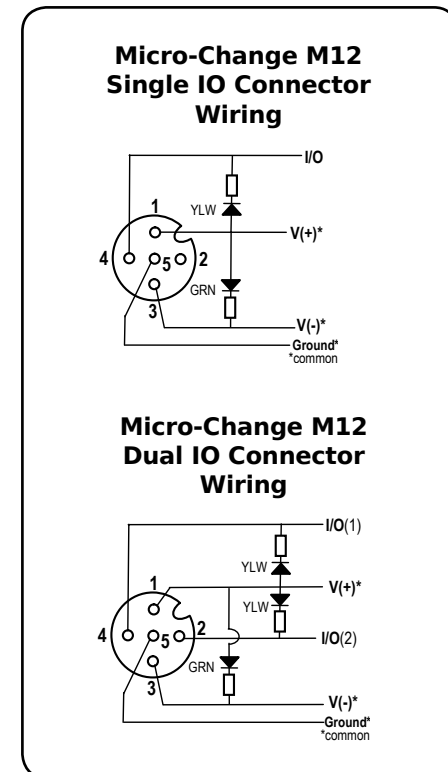 Micro-Change M12
Single IO Connector
Wiring
I/O
1
YLW
V(+)*
4
5
2
GRN
3
V(-)*
Ground*
*common
Micro-Change M12
Dual IO Connector
Wiring
I/O(1)
YLW
1
V(+)*
YLW
4
5
2
I/O(2)
GRN
3
V(-)*
Ground*
*common